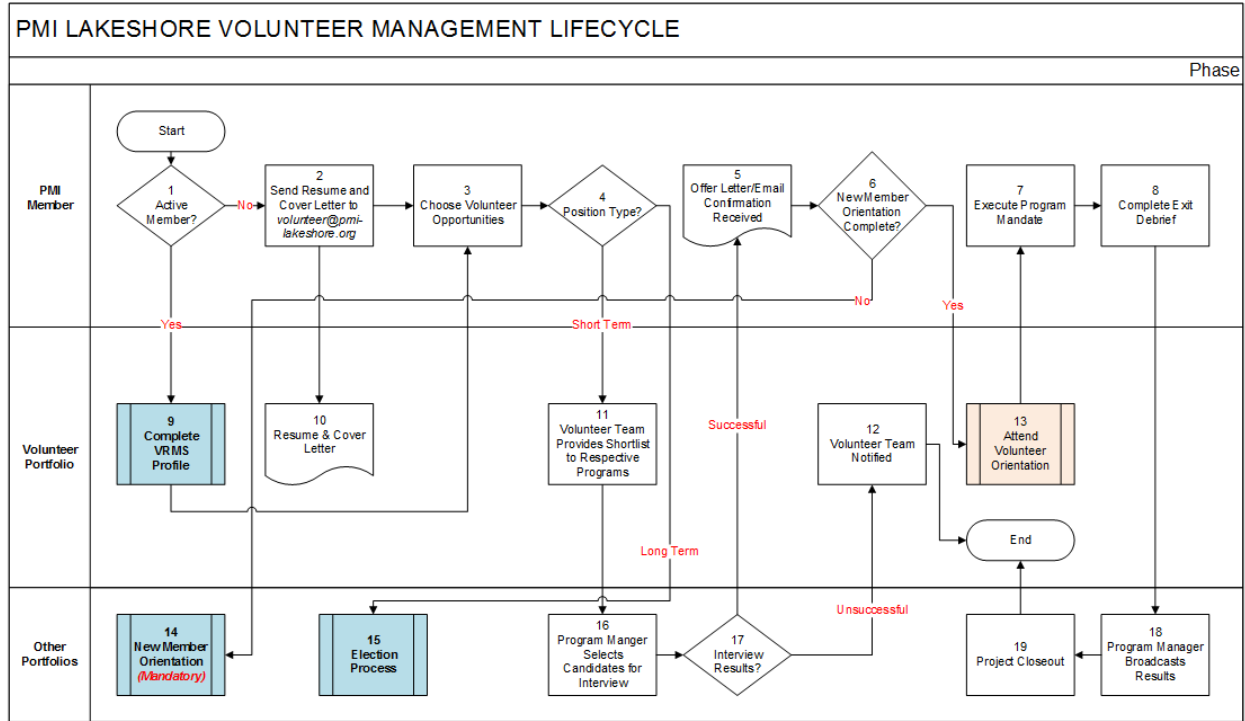 PMI LAKESHORE VOLUNTEER MANAGEMENT LIFECYCLE
Phase
PMI
Member
Start
1
Active
Member?
No
Yes
2
Send Resume and
Cover Letter to
volunteer@pmi-
lakeshore.org
3
Choose Volunteer
Opportunities
4
Position Type?
Short Term
Long Term
5
Offer Letter/Email
Confirmation
Received
6
New Member
Orientation
Complete?
No
Yes
7
Execute Program
Mandate
8
Complete Exit
Debrief
Volunteer
Portfolio
9
Complete
VRMS
Profile
10
Resume & Cover
Letter
11
Volunteer Team
Provides Shortlist
to Respective
Programs
Successful
12
Volunteer Team
Notified
13
Attend
Volunteer
Orientation
End
Other
Portfolios
14
New Member
Orientation
(Mandatory)
15
Election
Process
16
Program Manger
Selects
Candidates for
Interview
17
Interview
Results?
Unsuccessful
19
Project Closeout
18
Program Manager
Broadcasts
Results